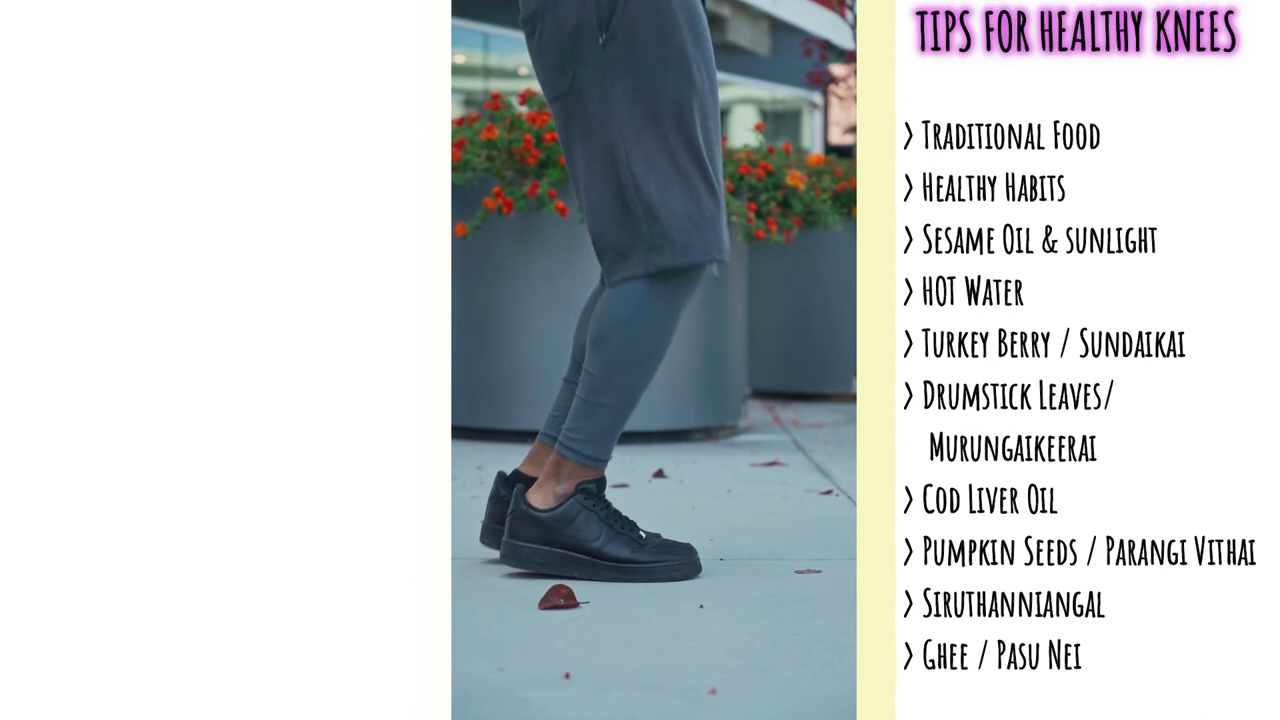 TIPS FOR HEALTHY KNEES
> TRADITIONAL FOOD
> HEALTHY HABITS
> SESAME OIL & SUNLIGHT
> HOT WATER
> TURKEY BERRY / SUNDAIKAI
> DRUMSTICK LEAVES/
MURUNGAIKEERAI
> COD LIVER OIL
> PUMPKIN SEEDS / PARANGI VITHAI
> SIRUTHANNIANGAL
> GHEE / PASU NEI